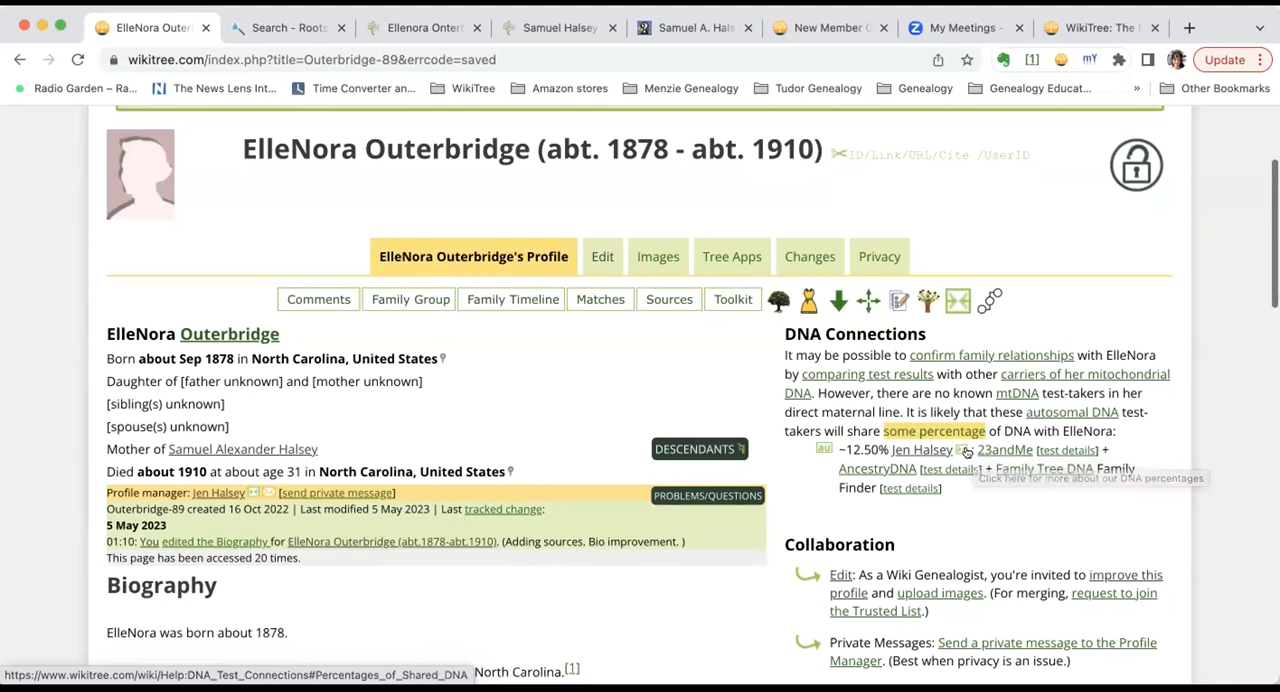 ElleNora Outer
Search - Roots
Ellenora Outerb
Samuel Halsey
Samuel A. Hals
New Member
My Meetings -
WikiTree: The
wikitree.com/index.php?title=Outerbridge-89&errcode=saved
[1]
mY
Update
Radio Garden – Ra...
The News Lens Int...
Time Converter an...
WikiTree
Amazon stores
Menzie Genealogy
Tudor Genealogy
Genealogy
Genealogy Educat...
»
Other Bookmarks
ElleNora Outerbridge (abt. 1878 - abt. 1910)
ID/Link/URL/Cite /UserID
ElleNora Outerbridge's Profile
Edit
Images
Tree Apps
Changes
Privacy
Comments
Family Group
Family Timeline
Matches
Sources
Toolkit
ElleNora Outerbridge
Born about Sep 1878 in North Carolina, United States
Daughter of [father unknown] and [mother unknown]
[sibling(s) unknown]
[spouse(s) unknown]
Mother of Samuel Alexander Halsey
DESCENDANTS
Died about 1910 at about age 31 in North Carolina, United States
Profile manager: Jen Halsey [send private message]
PROBLEMS/QUESTIONS
Outerbridge-89 created 16 Oct 2022 | Last modified 5 May 2023 | Last tracked change:
5 May 2023
01:10: You edited the Biography for ElleNora Outerbridge (abt.1878-abt.1910). (Adding sources. Bio improvement. )
This page has been accessed 20 times.
Biography
ElleNora was born about 1878.
North Carolina.[1]
DNA Connections
It may be possible to confirm family relationships with ElleNora
by comparing test results with other carriers of her mitochondrial
DNA. However, there are no known mtDNA test-takers in her
direct maternal line. It is likely that these autosomal DNA test-
takers will share some percentage of DNA with ElleNora:
au ~12.50% Jen Halsey : 23andMe [test details] +
AncestryDNA [test details] + Family Tree DNA Family
Finder [test details]
Click here for more about our DNA percentages
Collaboration
Edit: As a Wiki Genealogist, you're invited to improve this
profile and upload images. (For merging, request to join
the Trusted List.)
Private Messages: Send a private message to the Profile
Manager. (Best when privacy is an issue.)
https://www.wikitree.com/wiki/Help:DNA_Test_Connections#Percentages_of_Shared_DNA